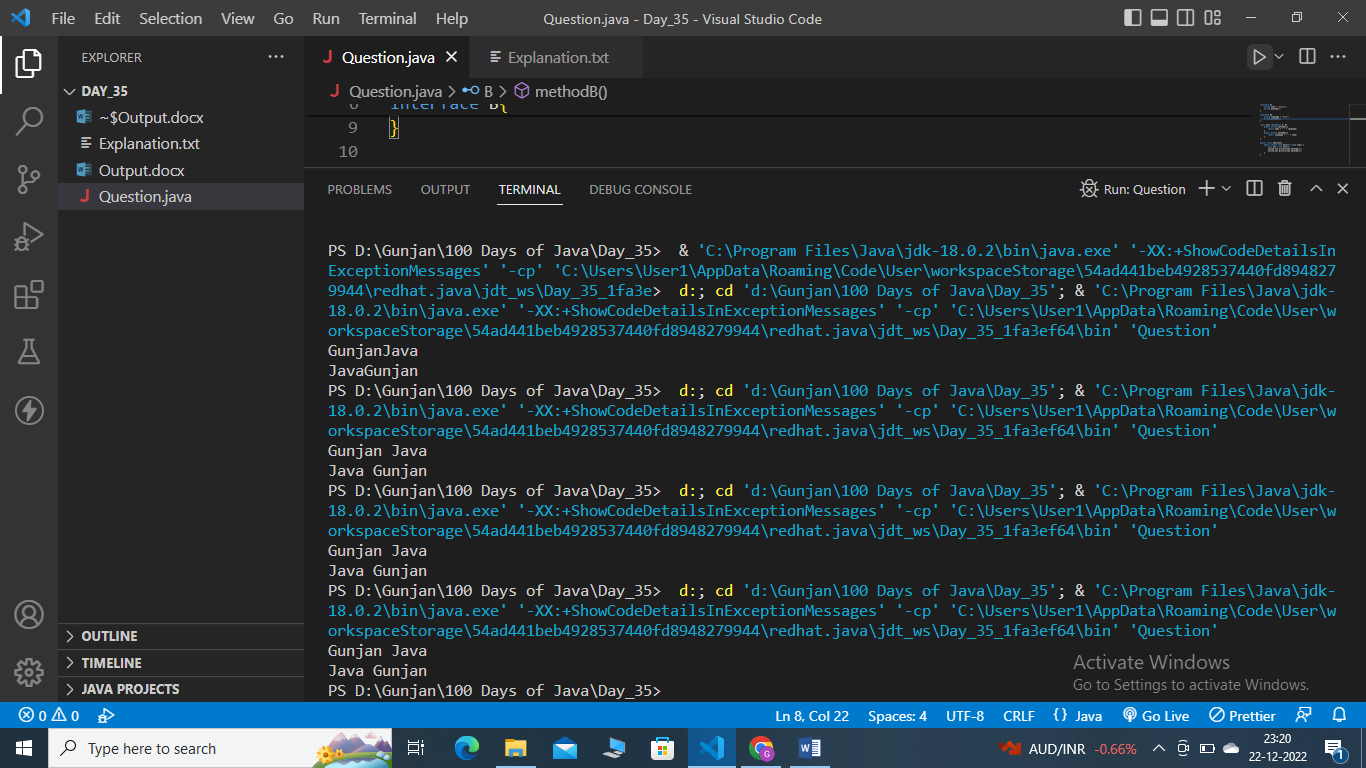 File Edit Selection View Go Run Terminal Help Question.java - Day_35 - Visual Studio Code
EXPLORER ···
DAY_35
~$Output.docx
Explanation.txt
Output.docx
J Question.java
OUTLINE
TIMELINE
JAVA PROJECTS
J Question.java Explanation.txt
J Question.java > B > methodB()
interface B{
9 }
10
PROBLEMS OUTPUT TERMINAL DEBUG CONSOLE Run: Question
PS D:\Gunjan\100 Days of Java\Day_35> & 'C:\Program Files\Java\jdk-18.0.2\bin\java.exe' '-XX:+ShowCodeDetailsIn
ExceptionMessages' '-cp' 'C:\Users\User1\AppData\Roaming\Code\User\workspaceStorage\54ad441beb4928537440fd894827
9944\redhat.java\jdt_ws\Day_35_1fa3e> d:; cd 'd:\Gunjan\100 Days of Java\Day_35'; & 'C:\Program Files\Java\jdk-
18.0.2\bin\java.exe' '-XX:+ShowCodeDetailsInExceptionMessages' '-cp' 'C:\Users\User1\AppData\Roaming\Code\User\w
orkspaceStorage\54ad441beb4928537440fd8948279944\redhat.java\jdt_ws\Day_35_1fa3ef64\bin' 'Question'
GunjanJava
JavaGunjan
PS D:\Gunjan\100 Days of Java\Day_35> d:; cd 'd:\Gunjan\100 Days of Java\Day_35'; & 'C:\Program Files\Java\jdk-
18.0.2\bin\java.exe' '-XX:+ShowCodeDetailsInExceptionMessages' '-cp' 'C:\Users\User1\AppData\Roaming\Code\User\w
orkspaceStorage\54ad441beb4928537440fd8948279944\redhat.java\jdt_ws\Day_35_1fa3ef64\bin' 'Question'
Gunjan Java
Java Gunjan
PS D:\Gunjan\100 Days of Java\Day_35> d:; cd 'd:\Gunjan\100 Days of Java\Day_35'; & 'C:\Program Files\Java\jdk-
18.0.2\bin\java.exe' '-XX:+ShowCodeDetailsInExceptionMessages' '-cp' 'C:\Users\User1\AppData\Roaming\Code\User\w
orkspaceStorage\54ad441beb4928537440fd8948279944\redhat.java\jdt_ws\Day_35_1fa3ef64\bin' 'Question'
Gunjan Java
Java Gunjan
PS D:\Gunjan\100 Days of Java\Day_35> d:; cd 'd:\Gunjan\100 Days of Java\Day_35'; & 'C:\Program Files\Java\jdk-
18.0.2\bin\java.exe' '-XX:+ShowCodeDetailsInExceptionMessages' '-cp' 'C:\Users\User1\AppData\Roaming\Code\User\w
orkspaceStorage\54ad441beb4928537440fd8948279944\redhat.java\jdt_ws\Day_35_1fa3ef64\bin' 'Question'
Gunjan Java
Java Gunjan
PS D:\Gunjan\100 Days of Java\Day_35>
Activate Windows
Go to Settings to activate Windows.
0 0 Ln 8, Col 22 Spaces: 4 UTF-8 CRLF {} Java Go Live Prettier
Type here to search AUD/INR -0.66% 23:20
22-12-2022 1